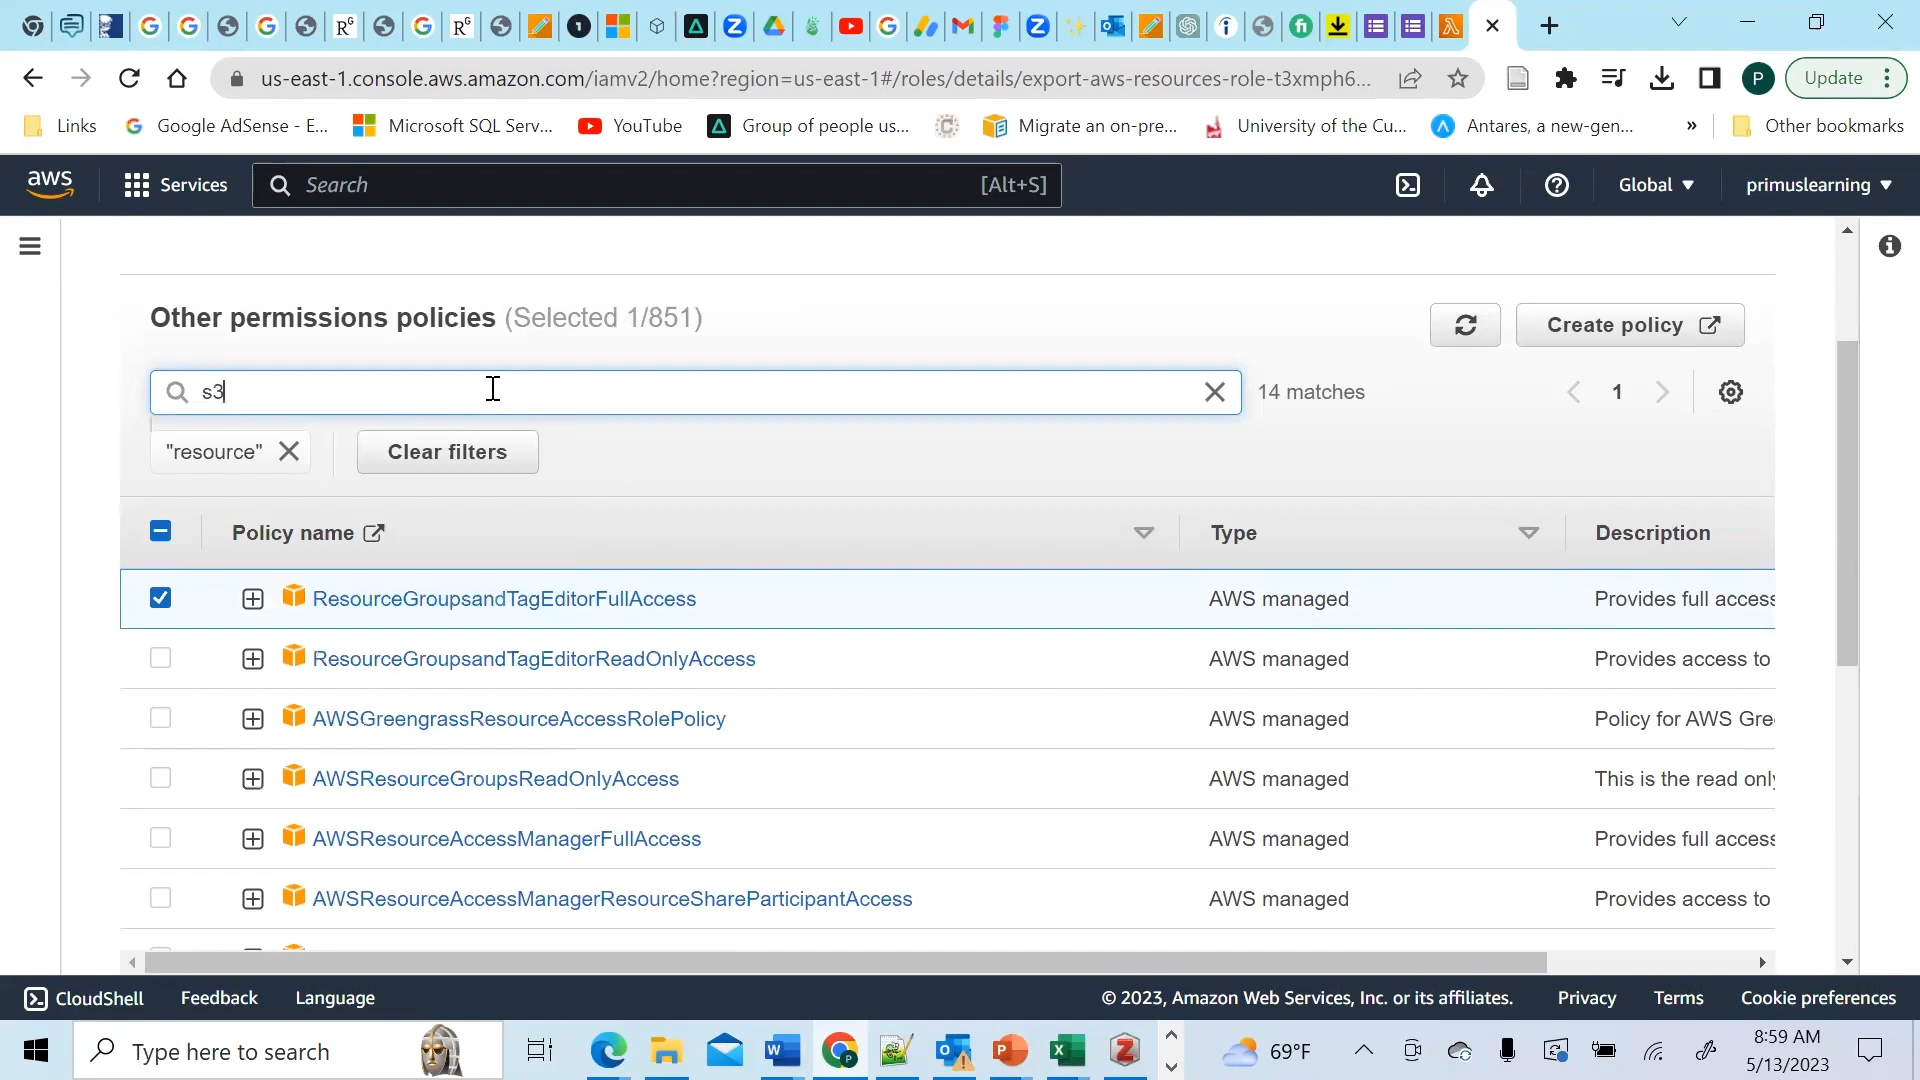 us-east-1.console.aws.amazon.com/iamv2/home?region=us-east-1#/roles/details/export-aws-resources-role-t3xmph6...
P
Update
Links
Google AdSense - E...
Microsoft SQL Serv...
YouTube
Group of people us...
Migrate an on-pre...
University of the Cu...
Antares, a new-gen...
»
Other bookmarks
aws
Services
Search
[Alt+S]
Global
primuslearning
Other permissions policies (Selected 1/851)
Create policy
s3
14 matches
1
"resource"
Clear filters
Policy name
Type
Description
ResourceGroupsandTagEditorFullAccess
AWS managed
Provides full access
ResourceGroupsandTagEditorReadOnlyAccess
AWS managed
Provides access to
AWSGreengrassResourceAccessRolePolicy
AWS managed
Policy for AWS Gre
AWSResourceGroupsReadOnlyAccess
AWS managed
This is the read only
AWSResourceAccessManagerFullAccess
AWS managed
Provides full access
AWSResourceAccessManagerResourceShareParticipantAccess
AWS managed
Provides access to
CloudShell
Feedback
Language
© 2023, Amazon Web Services, Inc. or its affiliates.
Privacy
Terms
Cookie preferences
Type here to search
69°F
8:59 AM
5/13/2023